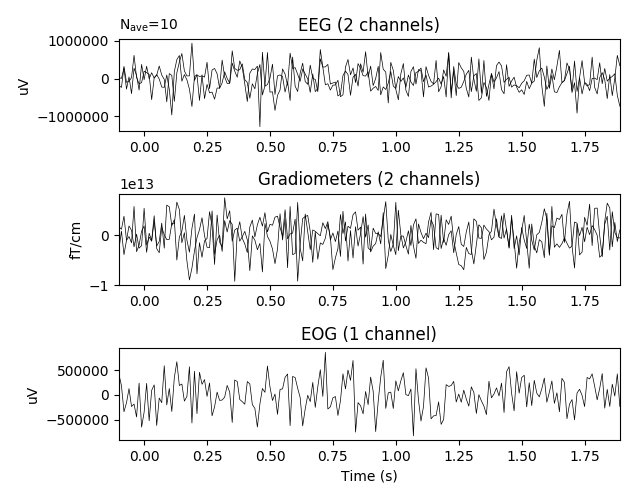 N_ave=10
EEG (2 channels)
1000000
0
−1000000
uV
0.00 0.25 0.50 0.75 1.00 1.25 1.50 1.75
1e13
Gradiometers (2 channels)
0
−1
fT/cm
0.00 0.25 0.50 0.75 1.00 1.25 1.50 1.75
EOG (1 channel)
500000
0
−500000
uV
0.00 0.25 0.50 0.75 1.00 1.25 1.50 1.75
Time (s)